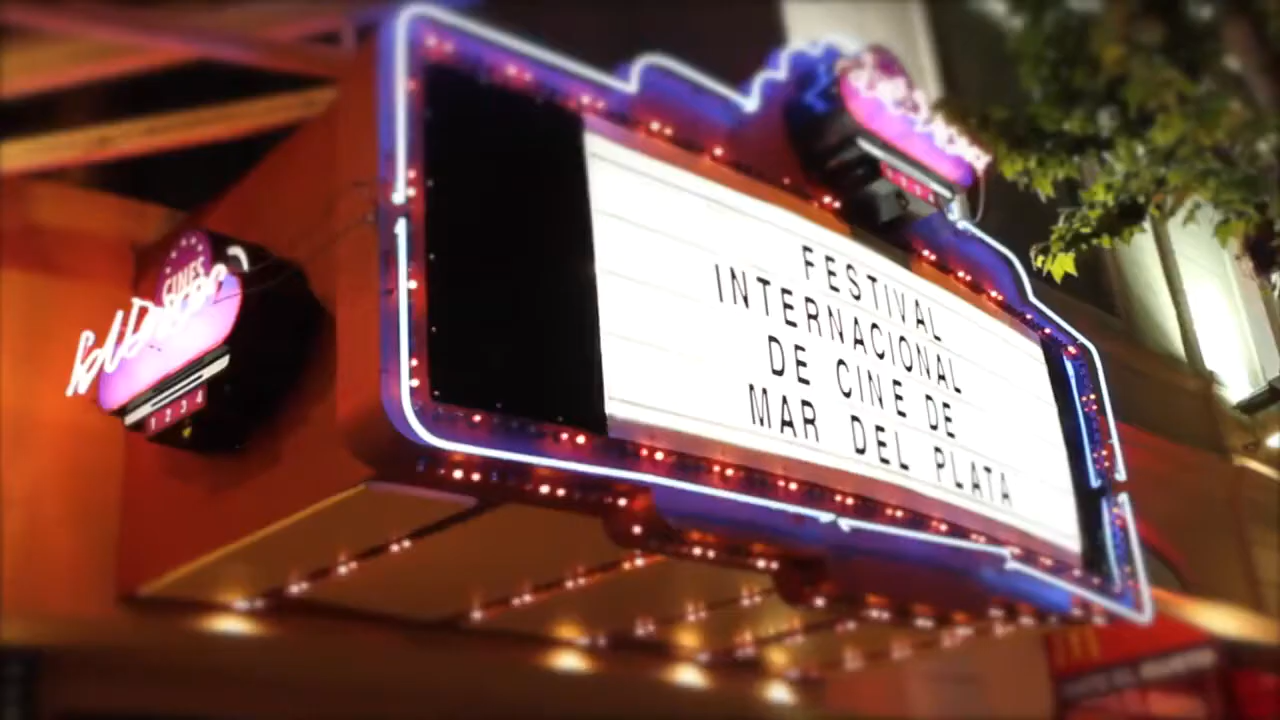 FESTIVAL
INTERNACIONAL
DE CINE DE
MAR DEL PLATA
CINES
1 2 3 4